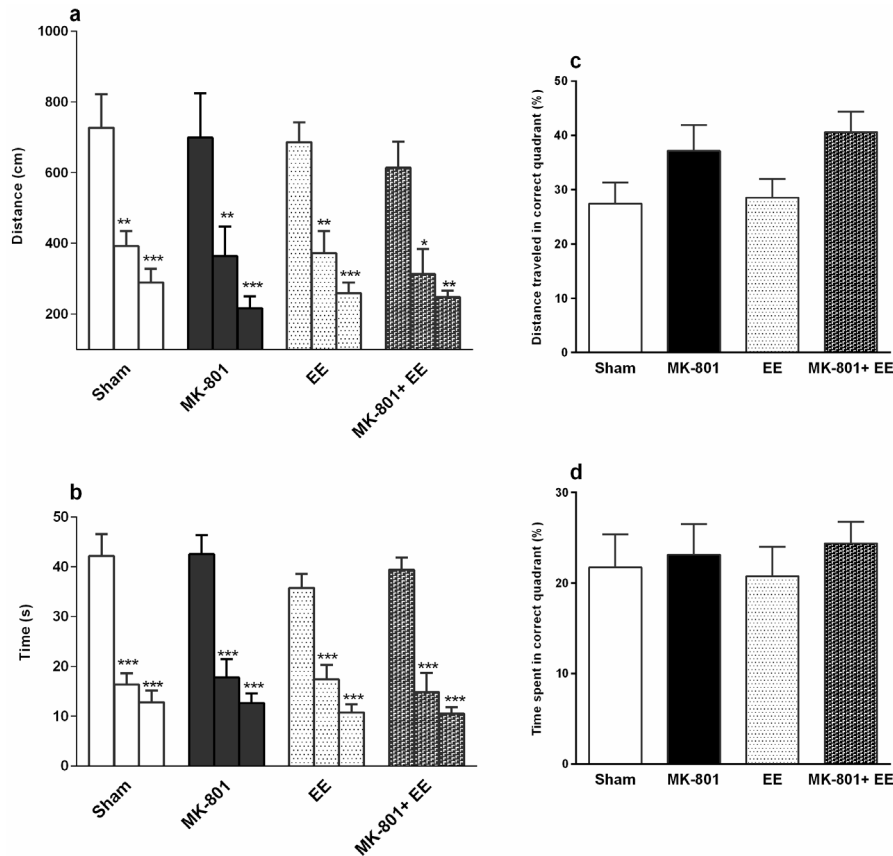 a
Distance (cm)
1000
800
600
400
200
**
***
**
***
**
***
*
**
Sham
MK-801
EE
MK-801+ EE
b
Time (s)
50
40
30
20
10
0
***
***
***
***
***
***
***
***
Sham
MK-801
EE
MK-801+ EE
c
Distance traveled in correct quadrant (%)
50
40
30
20
10
0
Sham
MK-801
EE
MK-801+ EE
d
Time spent in correct quadrant (%)
30
20
10
0
Sham
MK-801
EE
MK-801+ EE